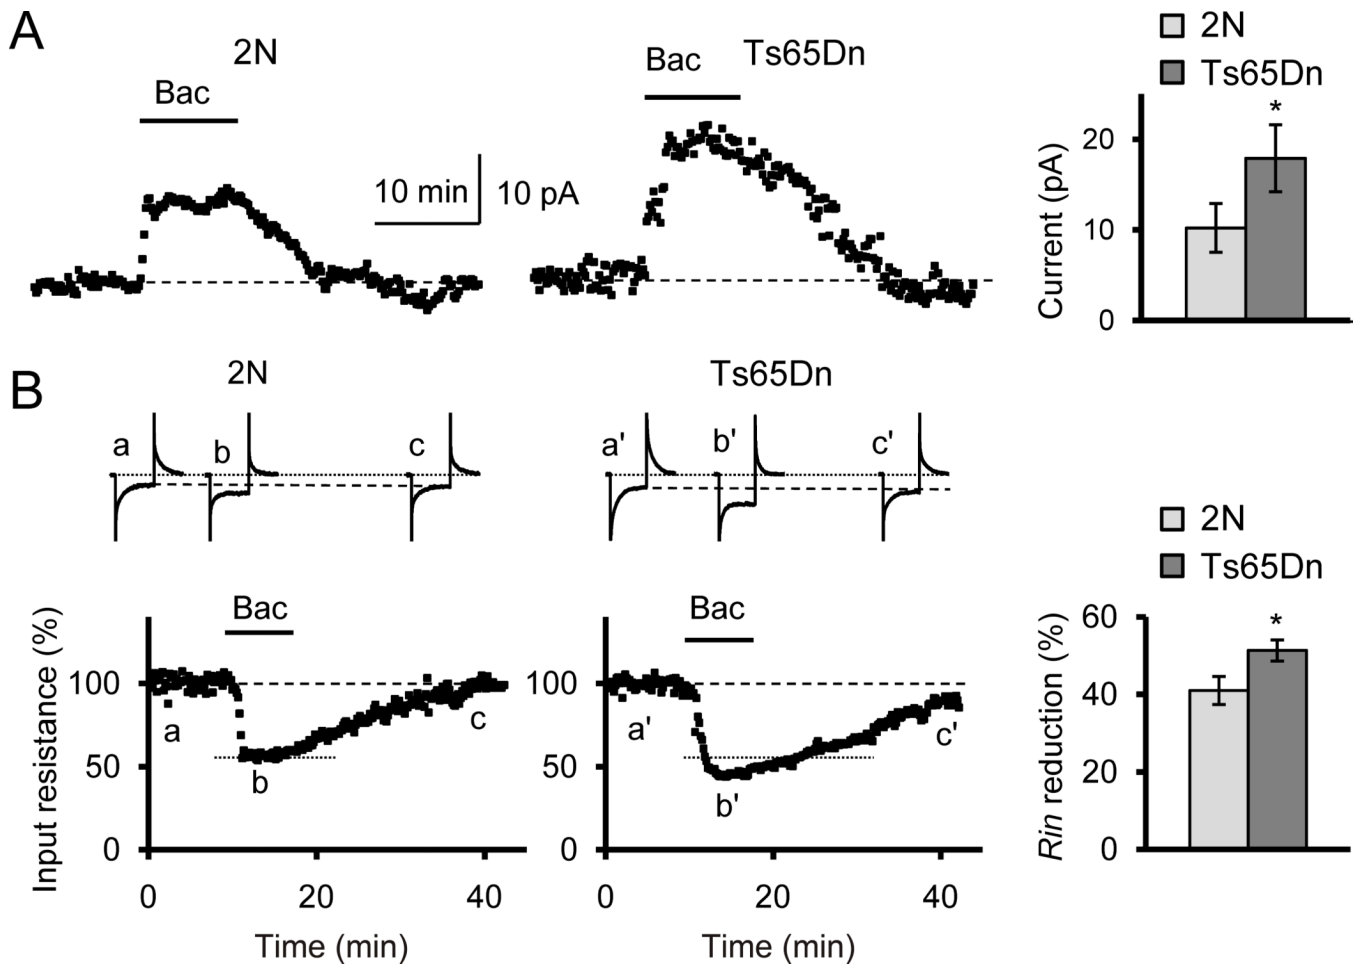 A
2N
Bac
10 min
10 pA
Bac
Ts65Dn
2N
Ts65Dn
*
Current (pA)
20
10
0
B
2N
a
b
c
Ts65Dn
a'
b'
c'
Input resistance (%)
100
50
0
Bac
a
b
c
0
20
40
Time (min)
100
50
0
Bac
a'
b'
c'
0
20
40
Time (min)
2N
Ts65Dn
*
Rin reduction (%)
60
40
20
0